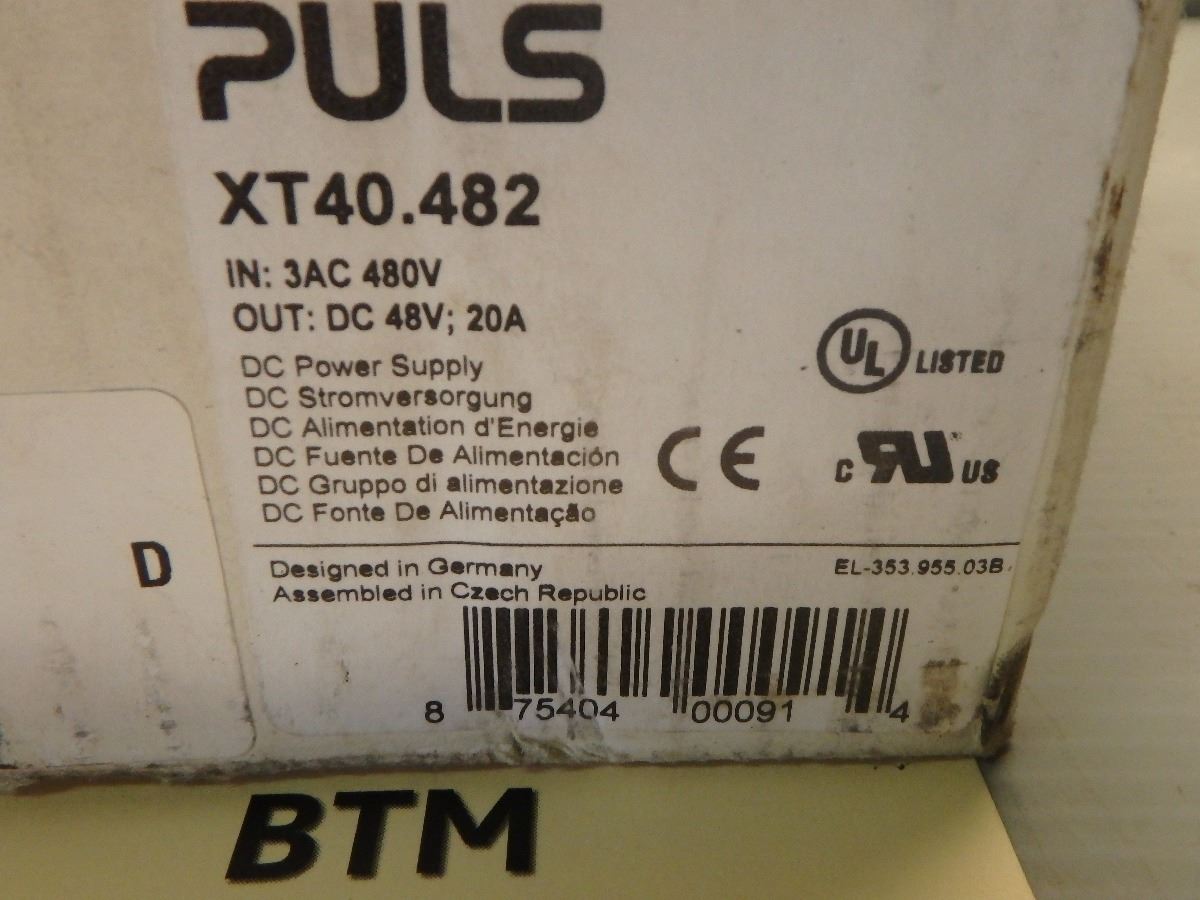 PULS
XT40.482
IN: 3AC 480V
OUT: DC 48V; 20A
DC Power Supply
DC Stromversorgung
DC Alimentation d'Energie
DC Fuente De Alimentación
DC Gruppo di alimentazione
DC Fonte De Alimentação
UL LISTED
CE
C RU US
D
Designed in Germany
EL-353.955.03B
Assembled in Czech Republic
8 75404 00091 4
BTM